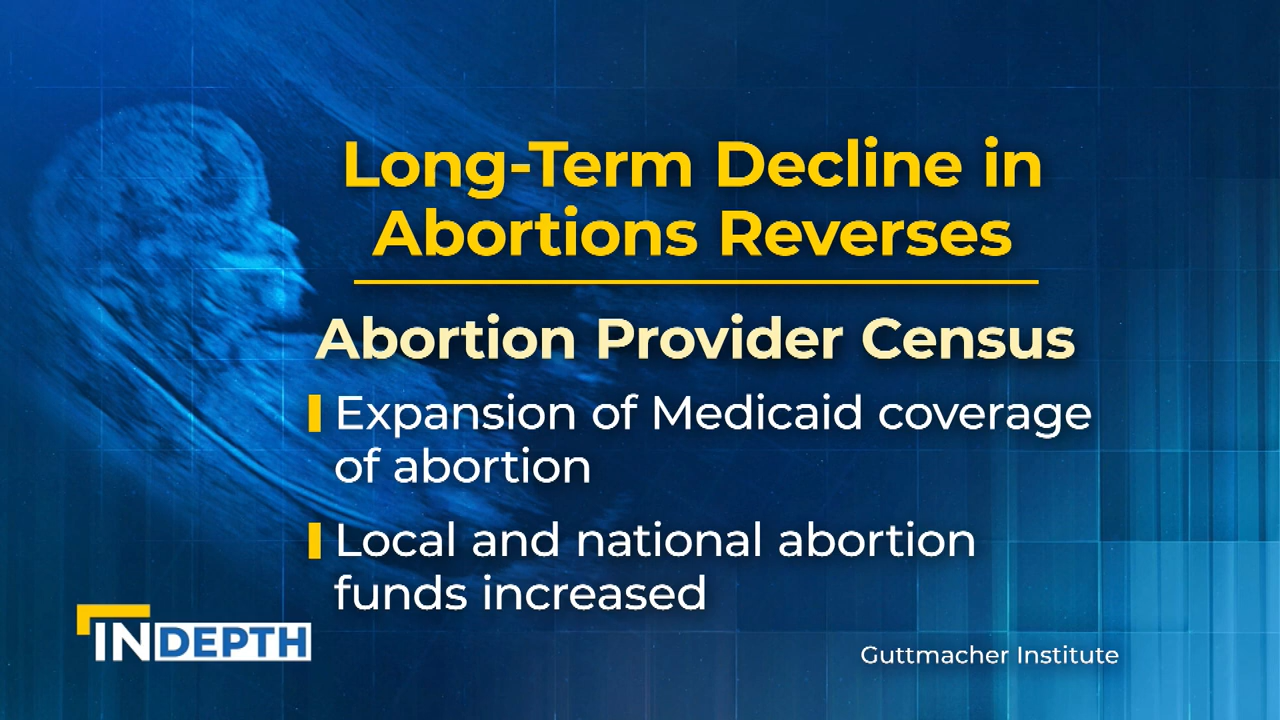 Long-Term Decline in
Abortions Reverses
Abortion Provider Census
Expansion of Medicaid coverage
of abortion
Local and national abortion
funds increased
INDEPTH
Guttmacher Institute